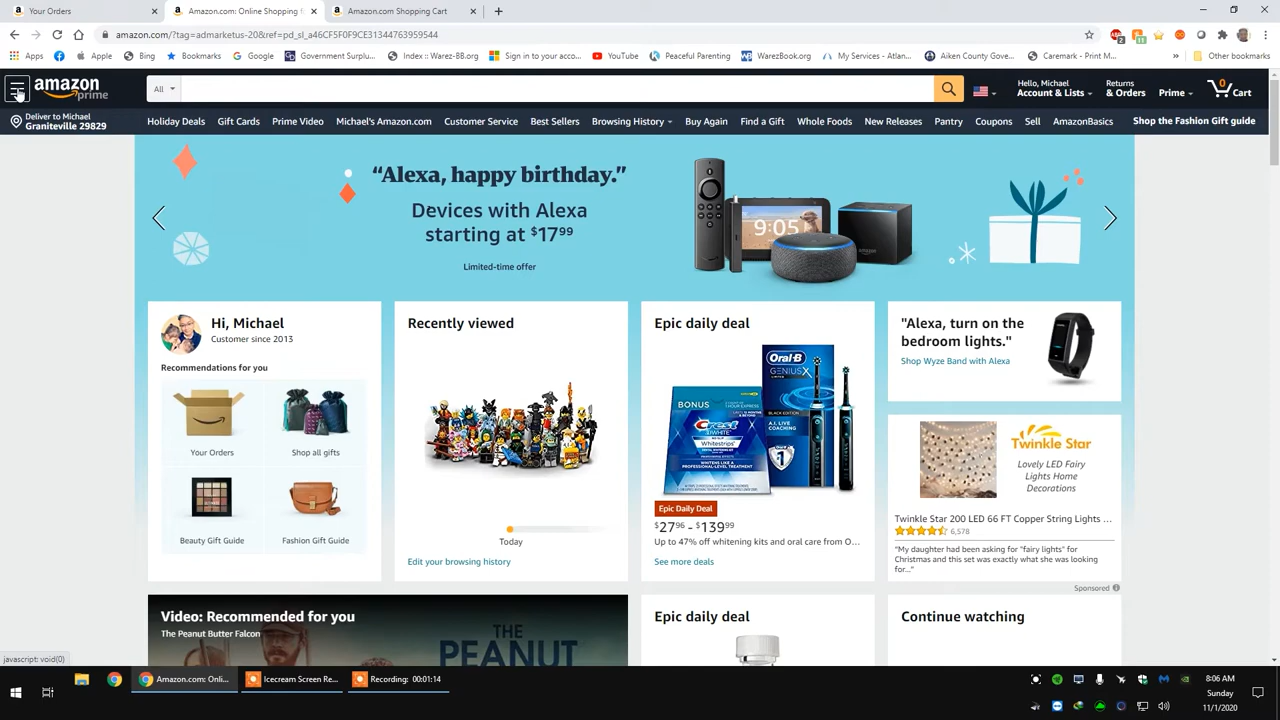 Your Orders
Amazon.com: Online Shopping f
Amazon.com Shopping Cart
amazon.com/?tag=admarketus-20&ref=pd_sl_a46CF5F0F9CE31344763959544
Apps
Apple
Bing
Bookmarks
Google
Government Surplu...
Index :: Warez-BB.org
Sign in to your acco...
YouTube
Peaceful Parenting
WarezBook.org
My Services - Atlan...
Aiken County Gove...
Caremark - Print M...
»
Other bookmarks
amazon prime
All
Hello, Michael
Account & Lists
Returns
& Orders
Prime
0
Cart
Deliver to Michael
Graniteville 29829
Holiday Deals
Gift Cards
Prime Video
Michael's Amazon.com
Customer Service
Best Sellers
Browsing History
Buy Again
Find a Gift
Whole Foods
New Releases
Pantry
Coupons
Sell
AmazonBasics
Shop the Fashion Gift guide
“Alexa, happy birthday.”
Devices with Alexa
starting at $17⁹⁹
Limited-time offer
9:05
amazon
Hi, Michael
Customer since 2013
Recommendations for you
Your Orders
Shop all gifts
Beauty Gift Guide
Fashion Gift Guide
Recently viewed
Today
Edit your browsing history
Epic daily deal
Oral-B
GENIUS X
BLACK EDITION
A.I. LIVE
COACHING
#1
BONUS
Crest
3DWHITE
Whitestrips
Epic Daily Deal
$27⁹⁶ - $139⁹⁹
Up to 47% off whitening kits and oral care from O...
See more deals
"Alexa, turn on the
bedroom lights."
Shop Wyze Band with Alexa
Twinkle Star
Lovely LED Fairy
Lights Home
Decorations
Twinkle Star 200 LED 66 FT Copper String Lights ...
6,578
"My daughter had been asking for "fairy lights" for
Christmas and this set was exactly what she was looking
for..."
Sponsored
Video: Recommended for you
The Peanut Butter Falcon
THE
PEANUT
Epic daily deal
Continue watching
javascript: void(0)
Amazon.com: Onli...
Icecream Screen Re...
Recording: 00:01:14
8:06 AM
Sunday
11/1/2020